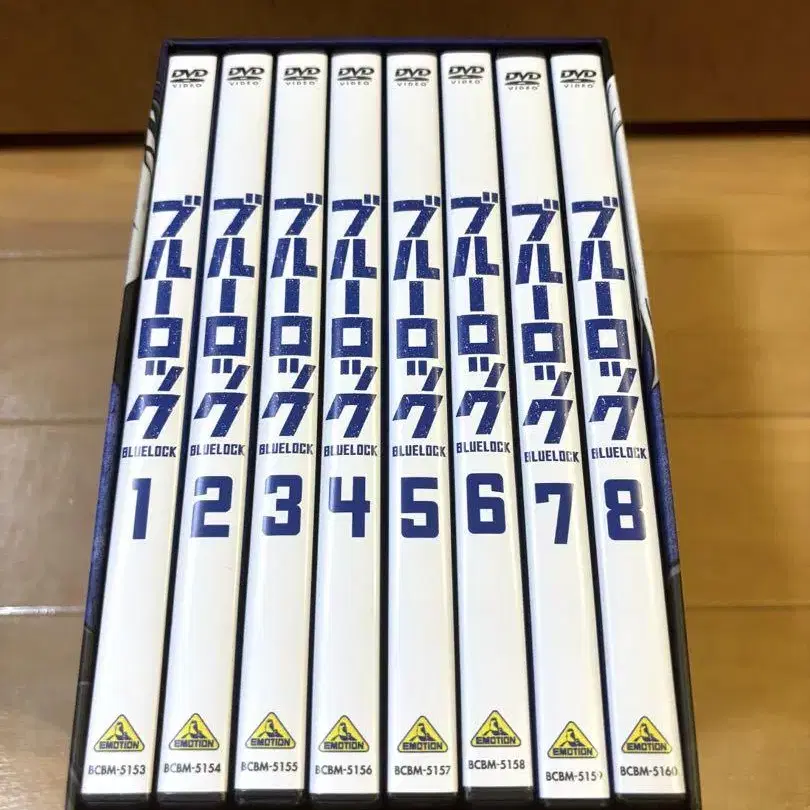 DVD
VIDEO
ブルーロック
BLUELOCK
1
EMOTION
BCBM-5153
DVD
VIDEO
ブルーロック
BLUELOCK
2
EMOTION
BCBM-5154
DVD
VIDEO
ブルーロック
BLUELOCK
3
EMOTION
BCBM-5155
DVD
VIDEO
ブルーロック
BLUELOCK
4
EMOTION
BCBM-5156
DVD
VIDEO
ブルーロック
BLUELOCK
5
EMOTION
BCBM-5157
DVD
VIDEO
ブルーロック
BLUELOCK
6
EMOTION
BCBM-5158
DVD
VIDEO
ブルーロック
BLUELOCK
7
EMOTION
BCBM-5159
DVD
VIDEO
ブルーロック
BLUELOCK
8
EMOTION
BCBM-5160